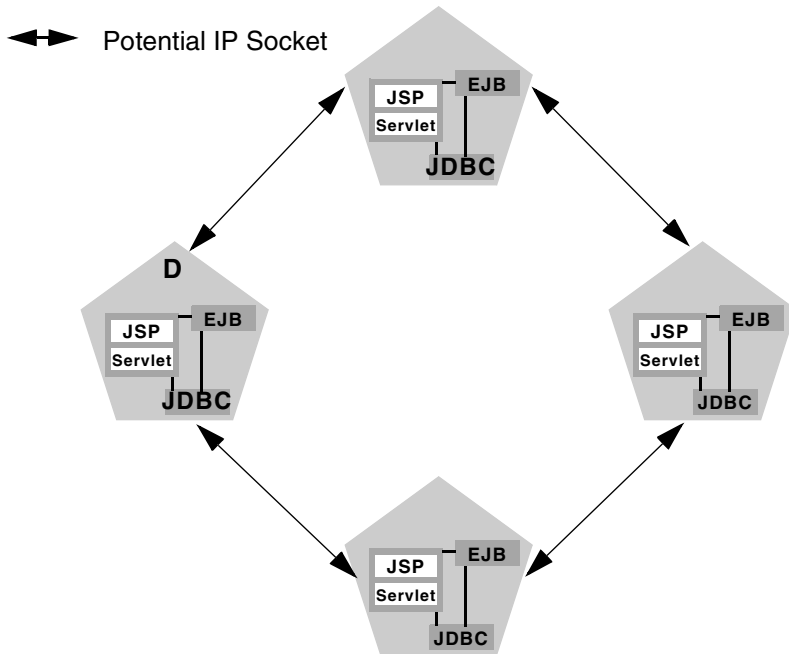 Potential IP Socket
EJB
JSP
Servlet
JDBC
D
EJB
JSP
Servlet
JDBC
EJB
JSP
Servlet
JDBC
EJB
JSP
Servlet
JDBC